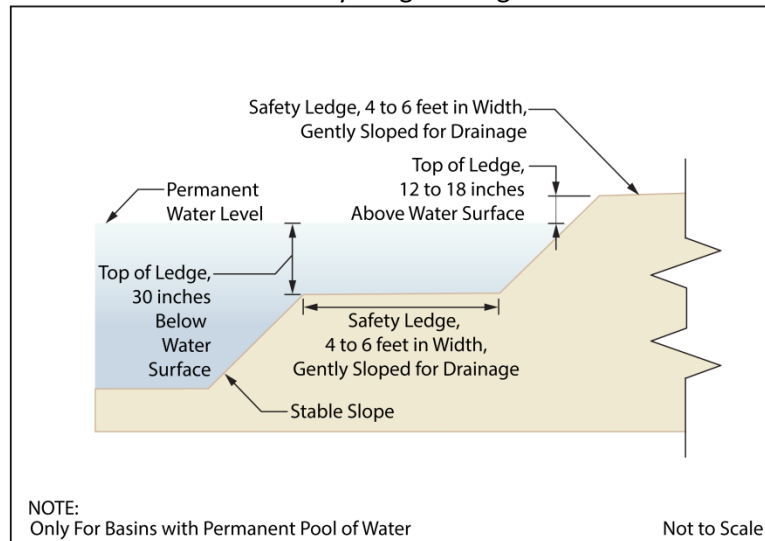 Safety Ledge, 4 to 6 feet in Width,
Gently Sloped for Drainage
Top of Ledge,
12 to 18 inches
Above Water Surface
Permanent
Water Level
Top of Ledge,
30 inches
Below
Water
Surface
Safety Ledge,
4 to 6 feet in Width,
Gently Sloped for Drainage
Stable Slope
NOTE:
Only For Basins with Permanent Pool of Water
Not to Scale